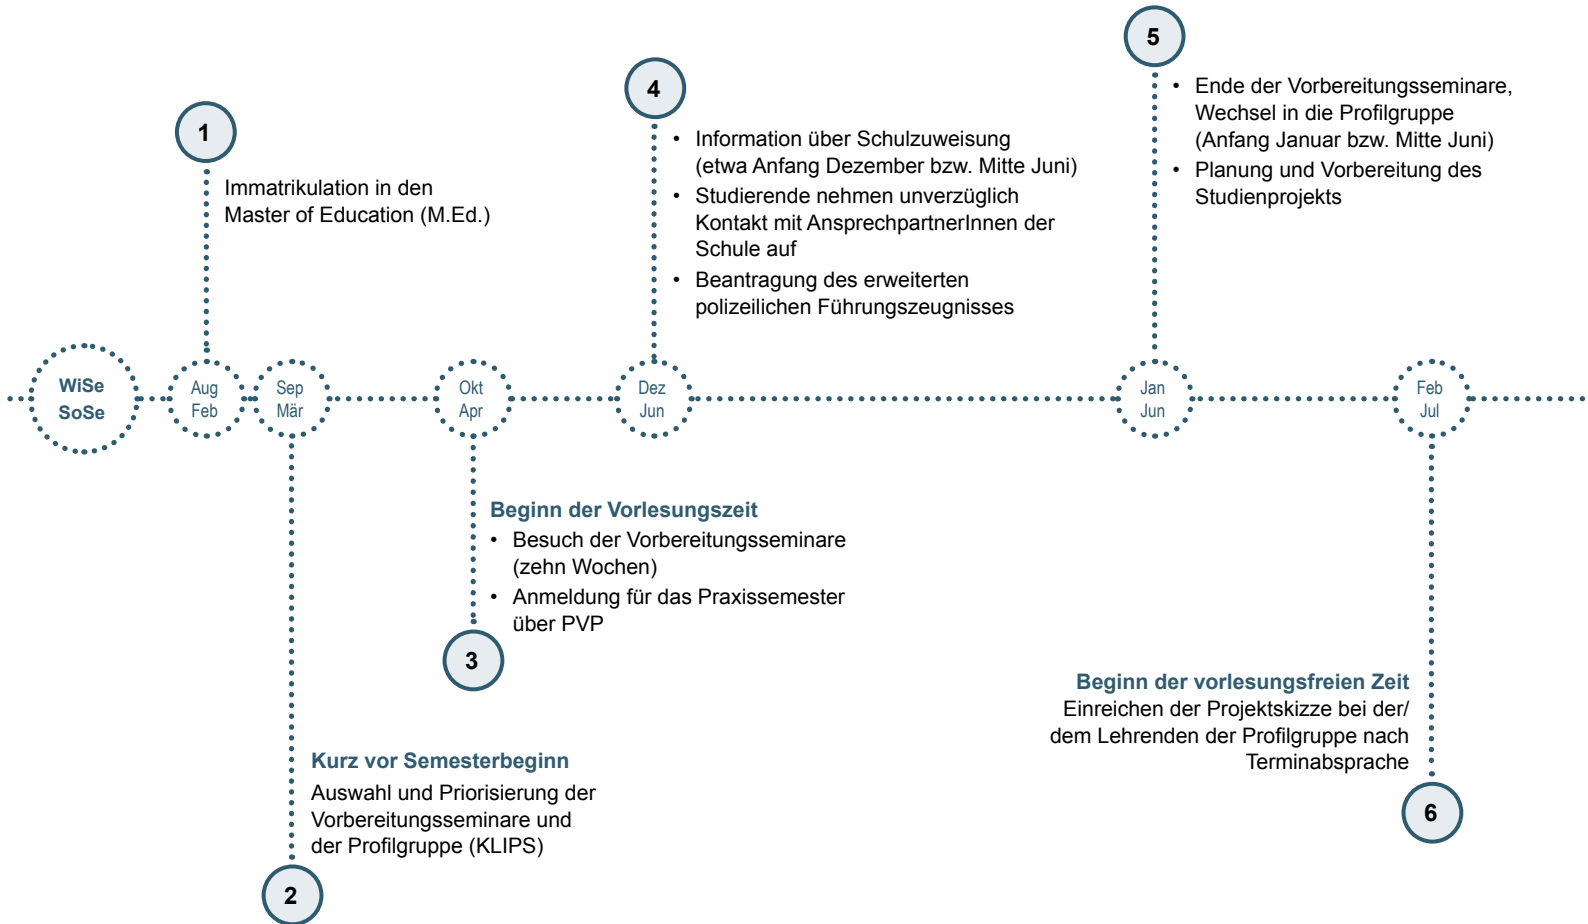 5
• Ende der Vorbereitungsseminare,
Wechsel in die Profilgruppe
(Anfang Januar bzw. Mitte Juni)
• Planung und Vorbereitung des
Studienprojekts
4
• Information über Schulzuweisung
(etwa Anfang Dezember bzw. Mitte Juni)
• Studierende nehmen unverzüglich
Kontakt mit AnsprechpartnerInnen der
Schule auf
• Beantragung des erweiterten
polizeilichen Führungszeugnisses
1
Immatrikulation in den
Master of Education (M.Ed.)
WiSe
SoSe
Aug
Feb
Sep
Mär
Okt
Apr
Dez
Jun
Jan
Jun
Feb
Jul
Beginn der Vorlesungszeit
• Besuch der Vorbereitungsseminare
(zehn Wochen)
• Anmeldung für das Praxissemester
über PVP
3
Kurz vor Semesterbeginn
Auswahl und Priorisierung der
Vorbereitungsseminare und
der Profilgruppe (KLIPS)
2
Beginn der vorlesungsfreien Zeit
Einreichen der Projektskizze bei der/
dem Lehrenden der Profilgruppe nach
Terminabsprache
6